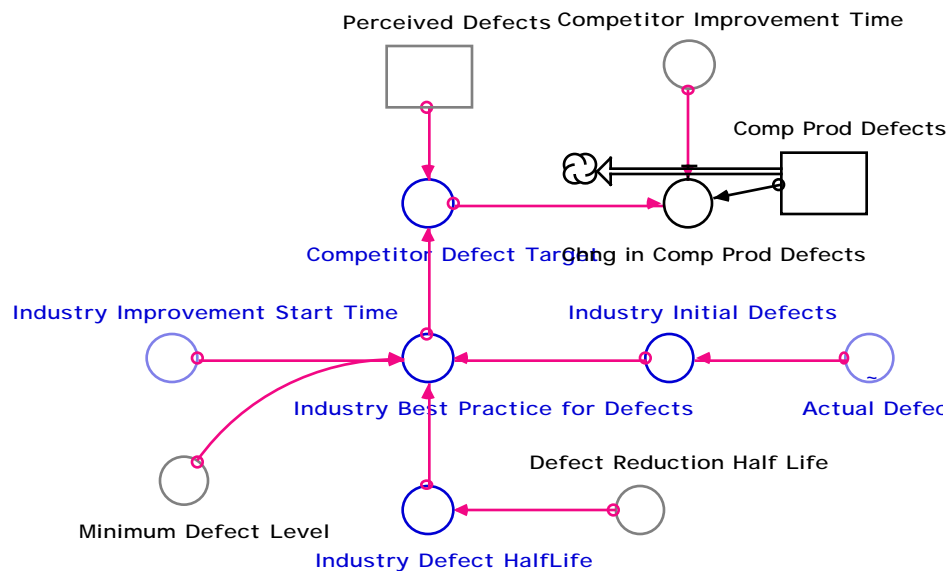 Competitor Improvement Time
Perceived Defects
Comp Prod Defects
Competitor Defect Target
Chng in Comp Prod Defects
Industry Improvement Start Time
Industry Initial Defects
Industry Best Practice for Defects
Actual Defec
~
Defect Reduction Half Life
Minimum Defect Level
Industry Defect HalfLife